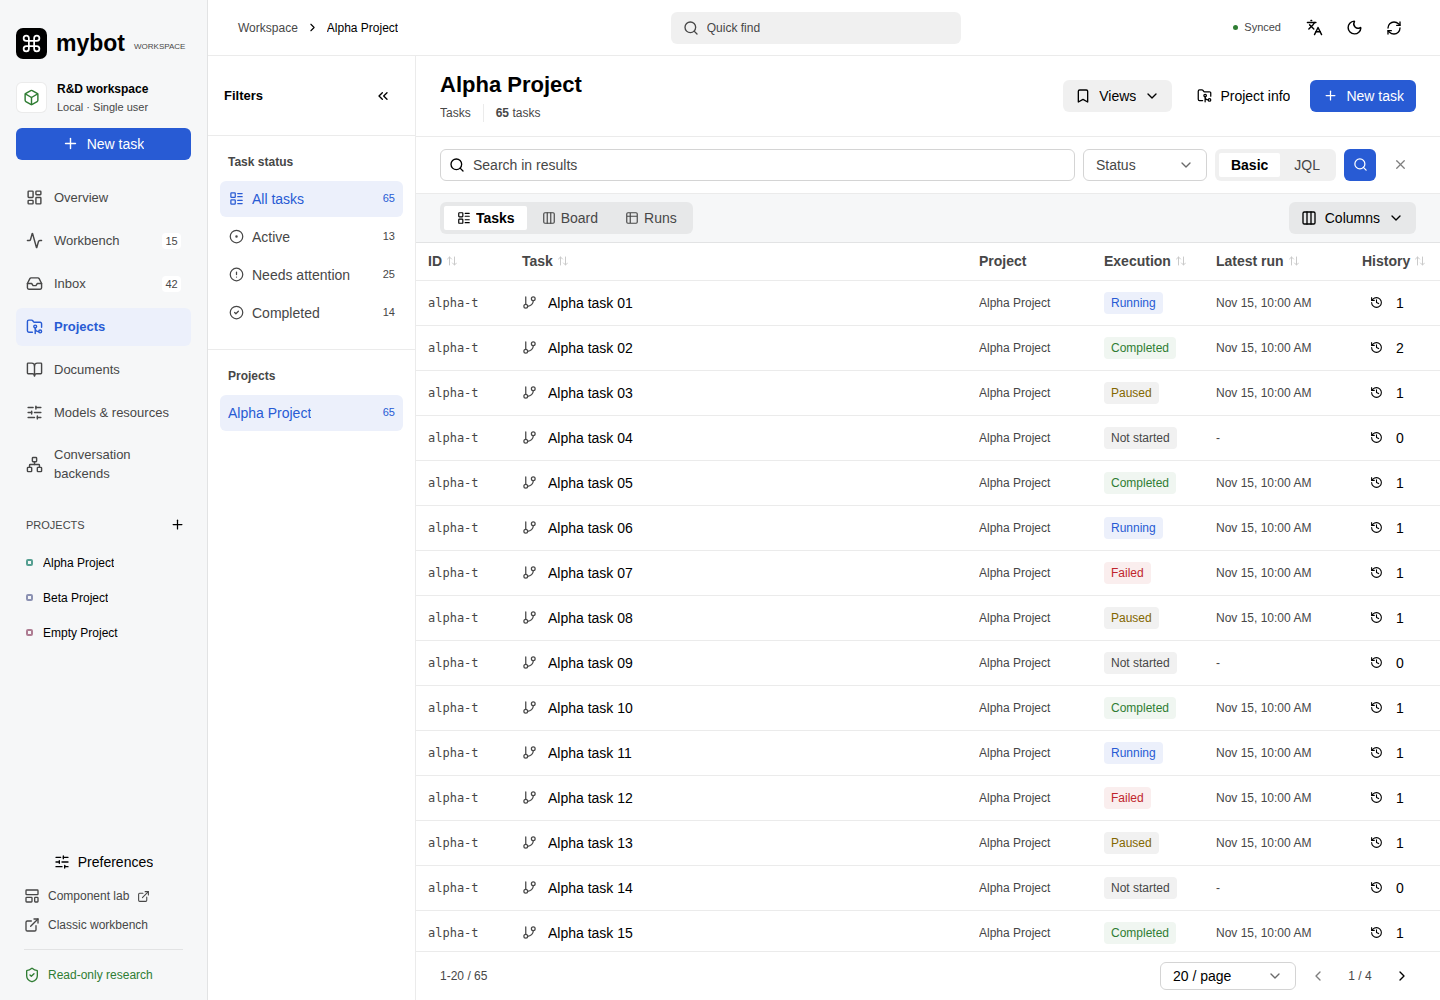 mybot WORKSPACE
R&D workspace
Local · Single user
New task
Overview
Workbench 15
Inbox 42
Projects
Documents
Models & resources
Conversation
backends
PROJECTS
Alpha Project
Beta Project
Empty Project
Preferences
Component lab
Classic workbench
Read-only research
Workspace Alpha Project
Quick find
Synced
Filters
Task status
All tasks 65
Active 13
Needs attention 25
Completed 14
Projects
Alpha Project 65
Alpha Project
Tasks 65 tasks
Views Project info New task
Search in results
Status
Basic JQL
Tasks Board Runs
Columns
ID Task Project Execution Latest run History
alpha-t Alpha task 01 Alpha Project Running Nov 15, 10:00 AM 1
alpha-t Alpha task 02 Alpha Project Completed Nov 15, 10:00 AM 2
alpha-t Alpha task 03 Alpha Project Paused Nov 15, 10:00 AM 1
alpha-t Alpha task 04 Alpha Project Not started - 0
alpha-t Alpha task 05 Alpha Project Completed Nov 15, 10:00 AM 1
alpha-t Alpha task 06 Alpha Project Running Nov 15, 10:00 AM 1
alpha-t Alpha task 07 Alpha Project Failed Nov 15, 10:00 AM 1
alpha-t Alpha task 08 Alpha Project Paused Nov 15, 10:00 AM 1
alpha-t Alpha task 09 Alpha Project Not started - 0
alpha-t Alpha task 10 Alpha Project Completed Nov 15, 10:00 AM 1
alpha-t Alpha task 11 Alpha Project Running Nov 15, 10:00 AM 1
alpha-t Alpha task 12 Alpha Project Failed Nov 15, 10:00 AM 1
alpha-t Alpha task 13 Alpha Project Paused Nov 15, 10:00 AM 1
alpha-t Alpha task 14 Alpha Project Not started - 0
alpha-t Alpha task 15 Alpha Project Completed Nov 15, 10:00 AM 1
1-20 / 65
20 / page
1 / 4